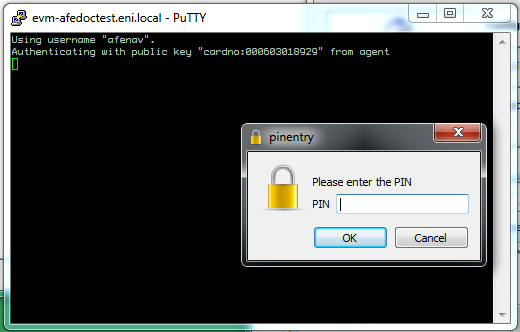 evm-afedoctest.eni.local - PuTTY
Using username "afenav".
Authenticating with public key "cardno:000603018929" from agent
pinentry
Please enter the PIN
PIN
OK Cancel